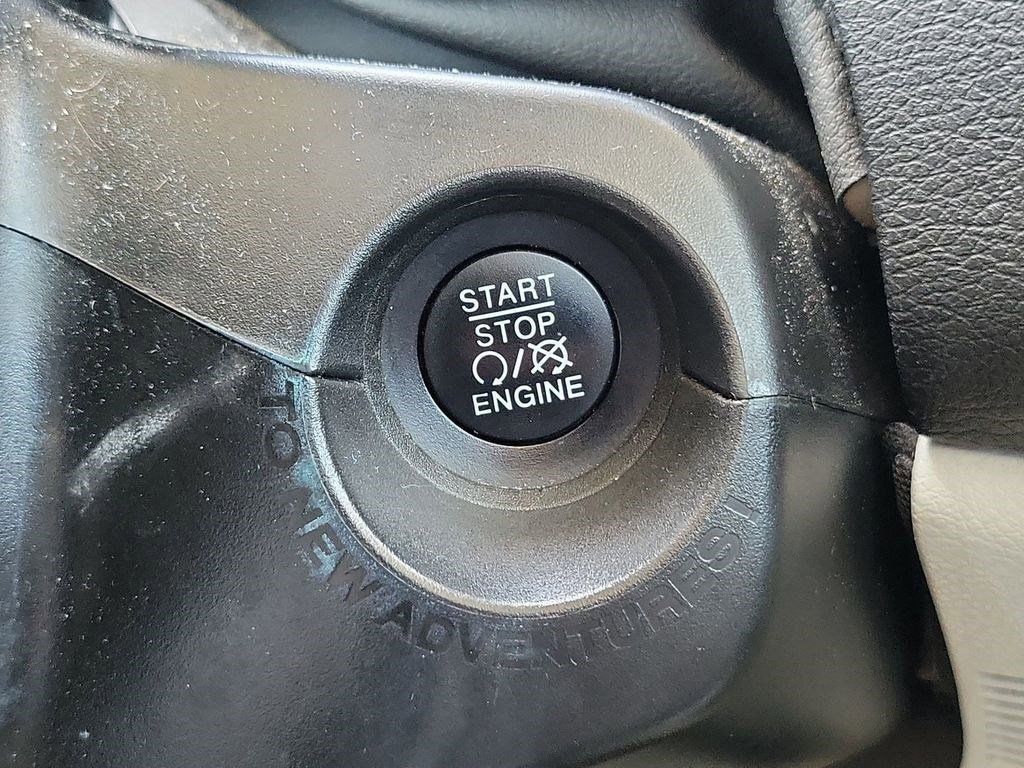 START
STOP
/
ENGINE
TO NEW ADVENTURES!